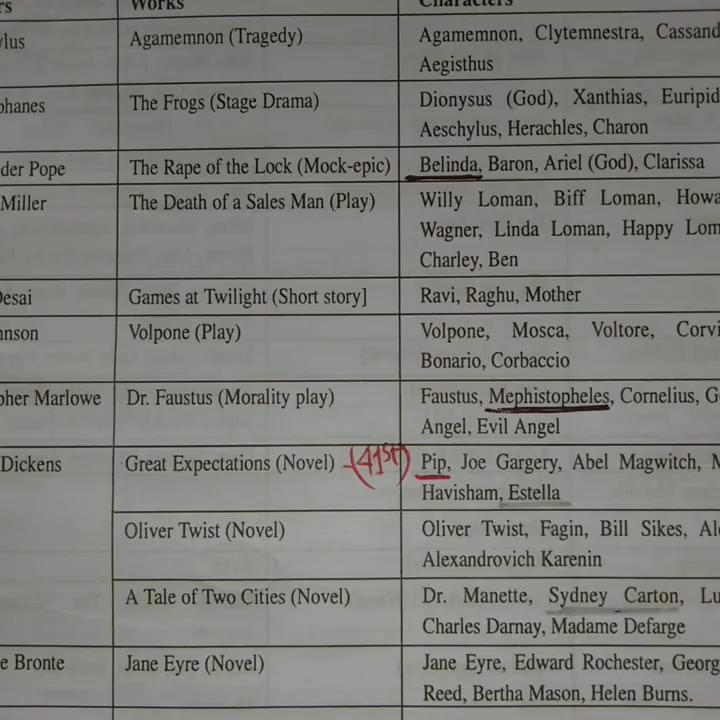 rs Works Characters
ylus Agamemnon (Tragedy) Agamemnon, Clytemnestra, Cassand
Aegisthus
phanes The Frogs (Stage Drama) Dionysus (God), Xanthias, Euripid
Aeschylus, Herachles, Charon
der Pope The Rape of the Lock (Mock-epic) Belinda, Baron, Ariel (God), Clarissa
Miller The Death of a Sales Man (Play) Willy Loman, Biff Loman, Howa
Wagner, Linda Loman, Happy Lom
Charley, Ben
Desai Games at Twilight (Short story] Ravi, Raghu, Mother
nson Volpone (Play) Volpone, Mosca, Voltore, Corvi
Bonario, Corbaccio
pher Marlowe Dr. Faustus (Morality play) Faustus, Mephistopheles, Cornelius, G
Angel, Evil Angel
Dickens Great Expectations (Novel) -(41st) Pip, Joe Gargery, Abel Magwitch, M
Havisham, Estella
Oliver Twist (Novel) Oliver Twist, Fagin, Bill Sikes, Ale
Alexandrovich Karenin
A Tale of Two Cities (Novel) Dr. Manette, Sydney Carton, Lu
Charles Darnay, Madame Defarge
e Bronte Jane Eyre (Novel) Jane Eyre, Edward Rochester, Georg
Reed, Bertha Mason, Helen Burns.